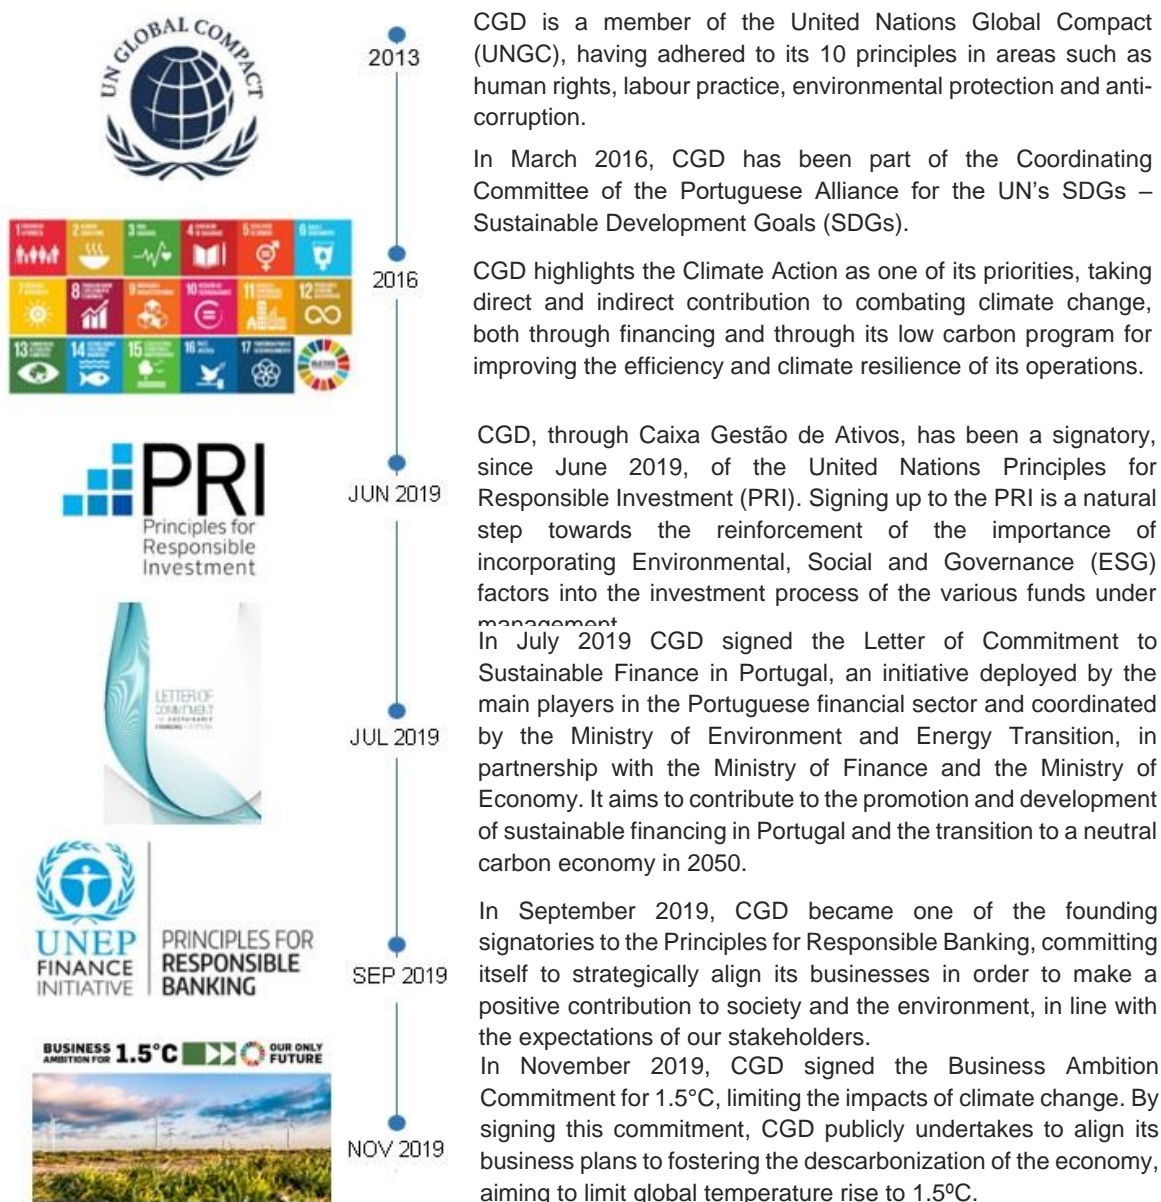 UN GLOBAL COMPACT
2013
CGD is a member of the United Nations Global Compact
(UNGC), having adhered to its 10 principles in areas such as
human rights, labour practice, environmental protection and anti-
corruption.
In March 2016, CGD has been part of the Coordinating
Committee of the Portuguese Alliance for the UN's SDGs –
Sustainable Development Goals (SDGs).
1
2
3
4
5
6
7
8
9
10
11
12
13
14
15
16
17
2016
CGD highlights the Climate Action as one of its priorities, taking
direct and indirect contribution to combating climate change,
both through financing and through its low carbon program for
improving the efficiency and climate resilience of its operations.
PRI
Principles for
Responsible
Investment
JUN 2019
CGD, through Caixa Gestão de Ativos, has been a signatory,
since June 2019, of the United Nations Principles for
Responsible Investment (PRI). Signing up to the PRI is a natural
step towards the reinforcement of the importance of
incorporating Environmental, Social and Governance (ESG)
factors into the investment process of the various funds under
management
LETTER OF
COMMITMENT
JUL 2019
In July 2019 CGD signed the Letter of Commitment to
Sustainable Finance in Portugal, an initiative deployed by the
main players in the Portuguese financial sector and coordinated
by the Ministry of Environment and Energy Transition, in
partnership with the Ministry of Finance and the Ministry of
Economy. It aims to contribute to the promotion and development
of sustainable financing in Portugal and the transition to a neutral
carbon economy in 2050.
UNEP
FINANCE
INITIATIVE
PRINCIPLES FOR
RESPONSIBLE
BANKING
SEP 2019
In September 2019, CGD became one of the founding
signatories to the Principles for Responsible Banking, committing
itself to strategically align its businesses in order to make a
positive contribution to society and the environment, in line with
the expectations of our stakeholders.
BUSINESS
AMBITION FOR 1.5°C
OUR ONLY
FUTURE
NOV 2019
In November 2019, CGD signed the Business Ambition
Commitment for 1.5°C, limiting the impacts of climate change. By
signing this commitment, CGD publicly undertakes to align its
business plans to fostering the descarbonization of the economy,
aiming to limit global temperature rise to 1.5ºC.